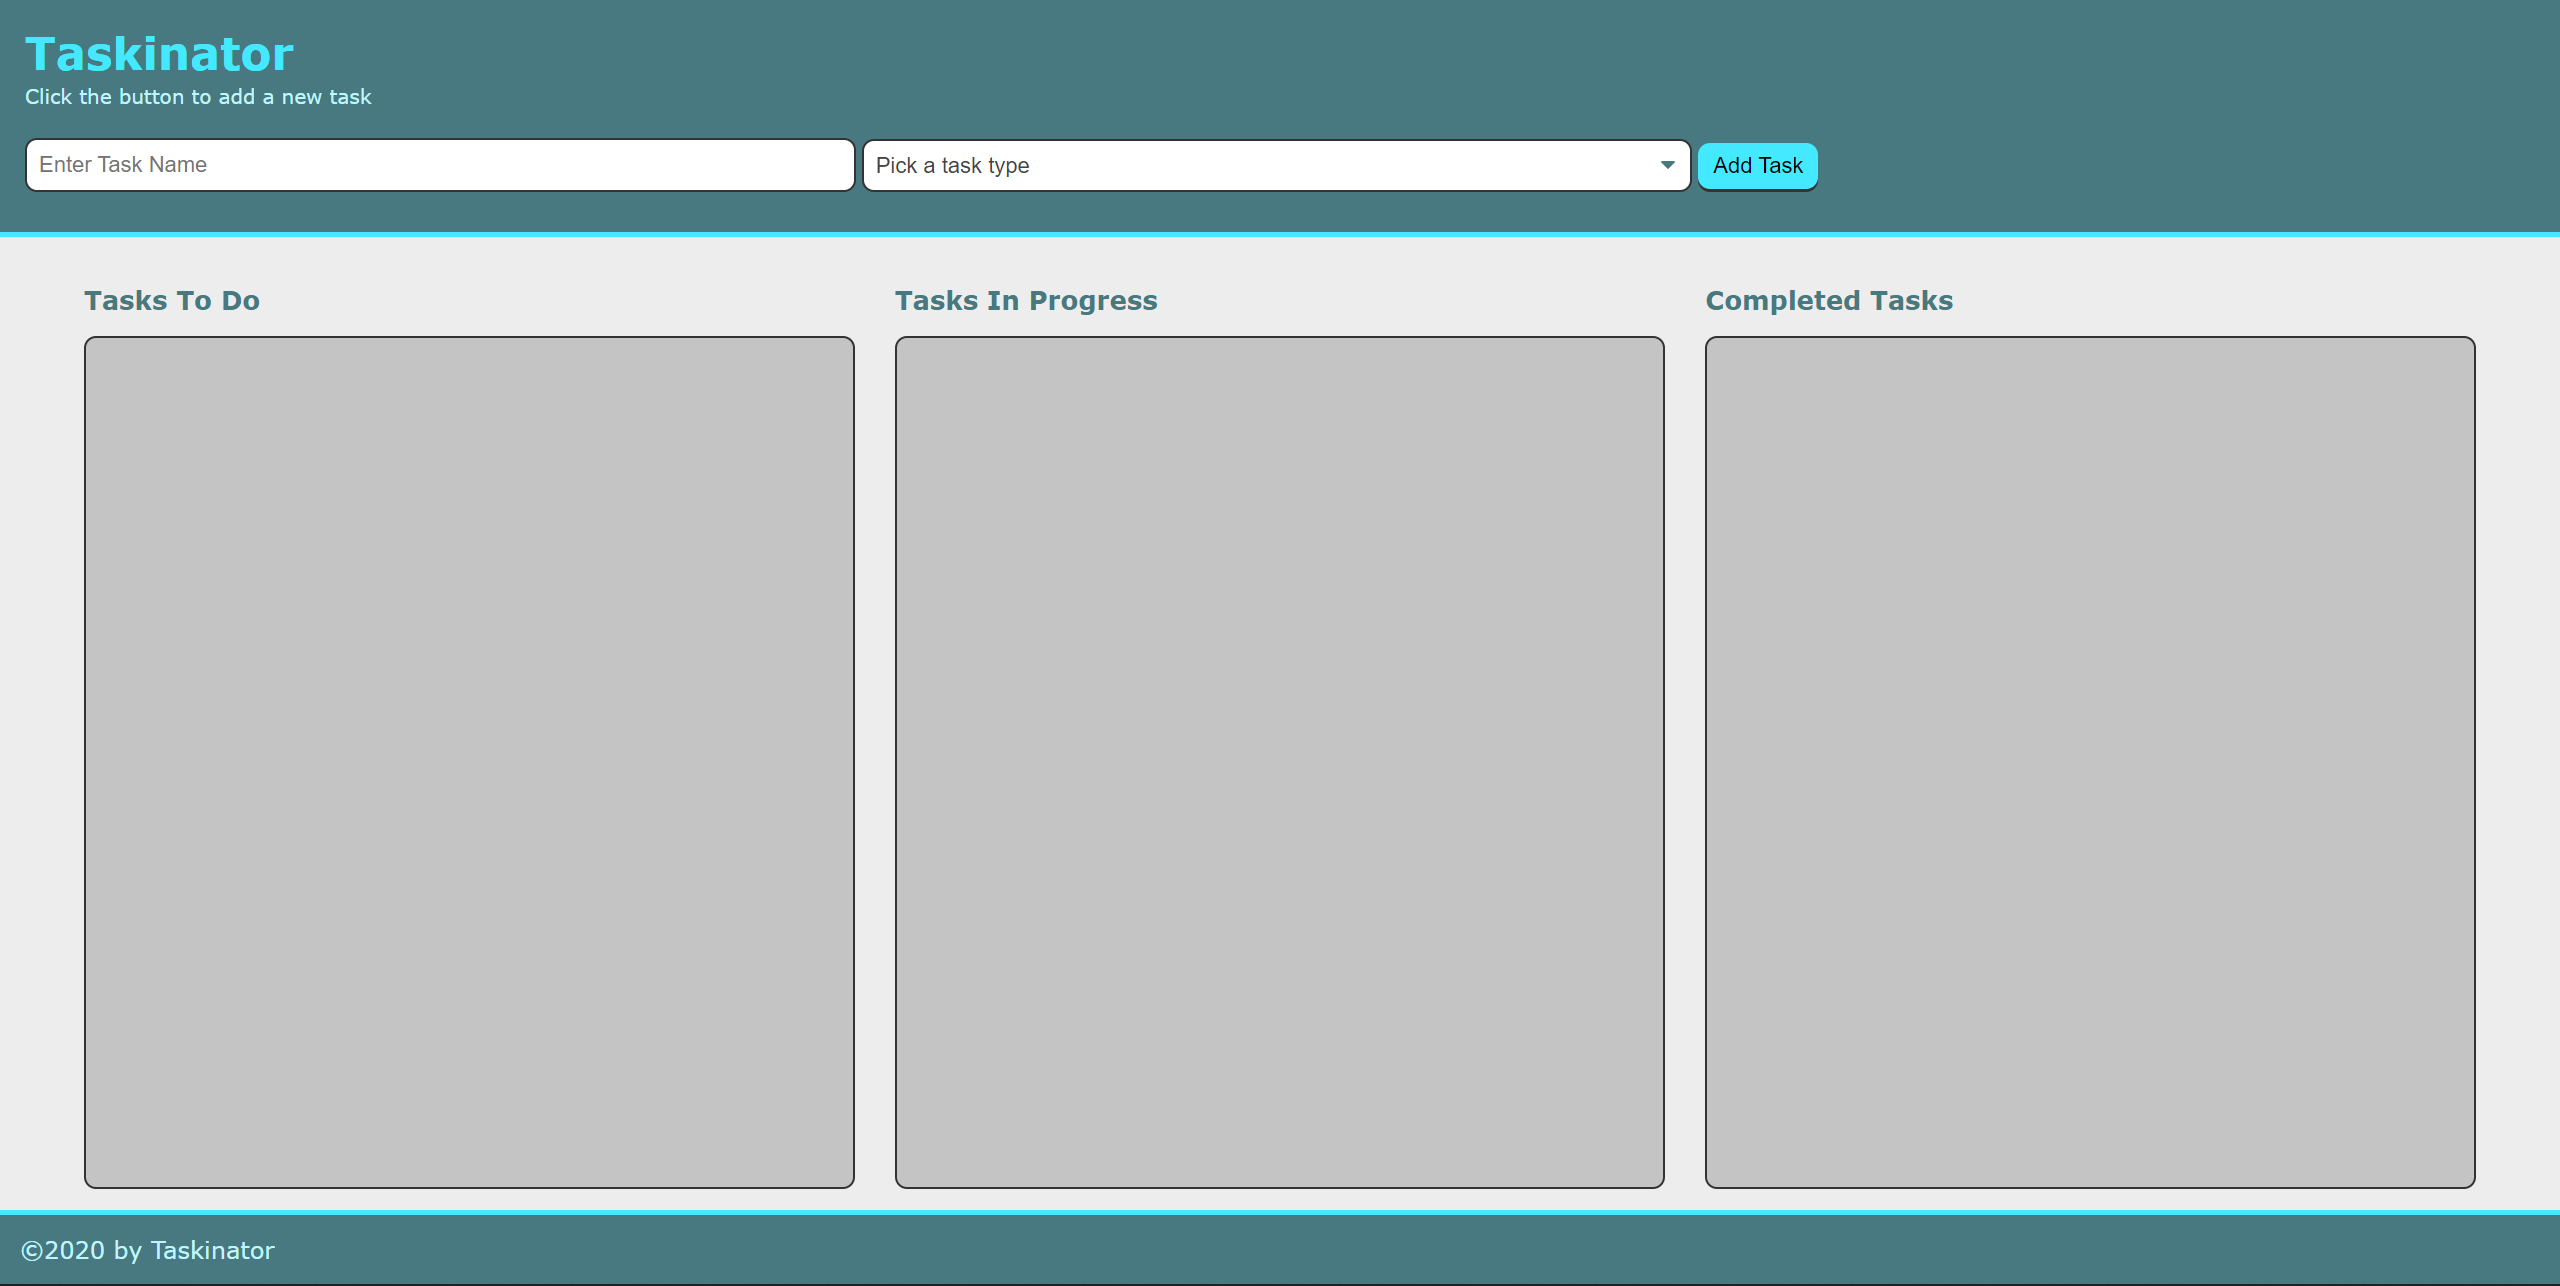 Taskinator
Click the button to add a new task
Enter Task Name
Pick a task type
Add Task
Tasks To Do
Tasks In Progress
Completed Tasks
©2020 by Taskinator